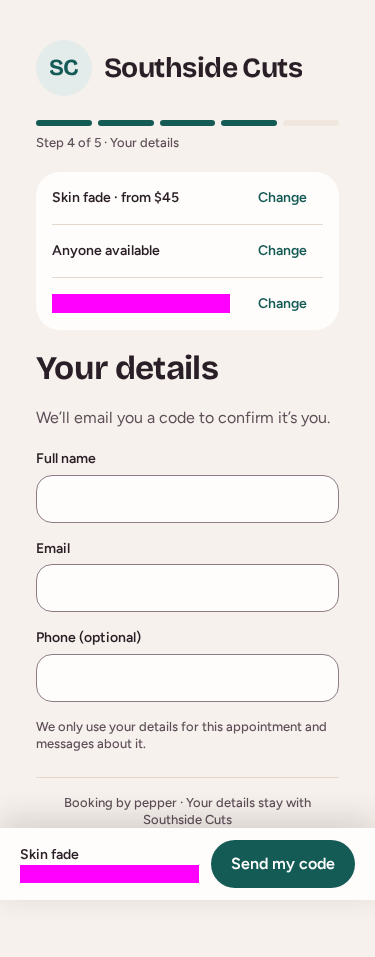 SC
Southside Cuts
Step 4 of 5 · Your details
Skin fade · from $45
Change
Anyone available
Change
Change
Your details
We’ll email you a code to confirm it’s you.
Full name
Email
Phone (optional)
We only use your details for this appointment and
messages about it.
Booking by pepper · Your details stay with
Southside Cuts
Skin fade
Send my code